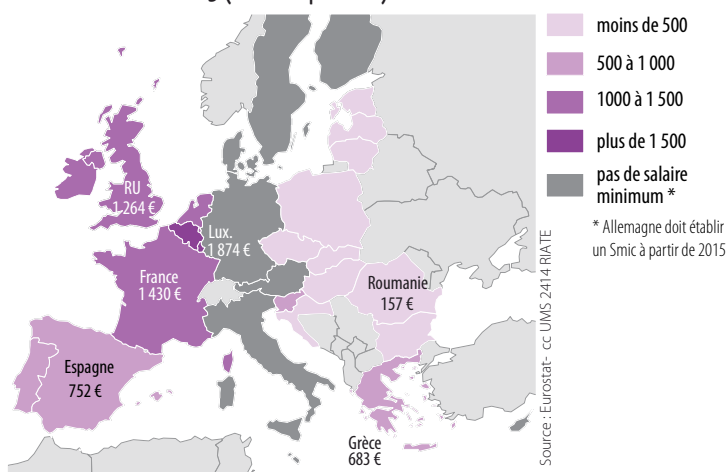 moins de 500
500 à 1 000
1000 à 1 500
plus de 1 500
pas de salaire
minimum *
* Allemagne doit établir
un Smic à partir de 2015
RU
1 264 €
Lux.
1 874 €
France
1 430 €
Roumanie
157 €
Espagne
752 €
Grèce
683 €
Source : Eurostat- cc UMS 2414 RIATE